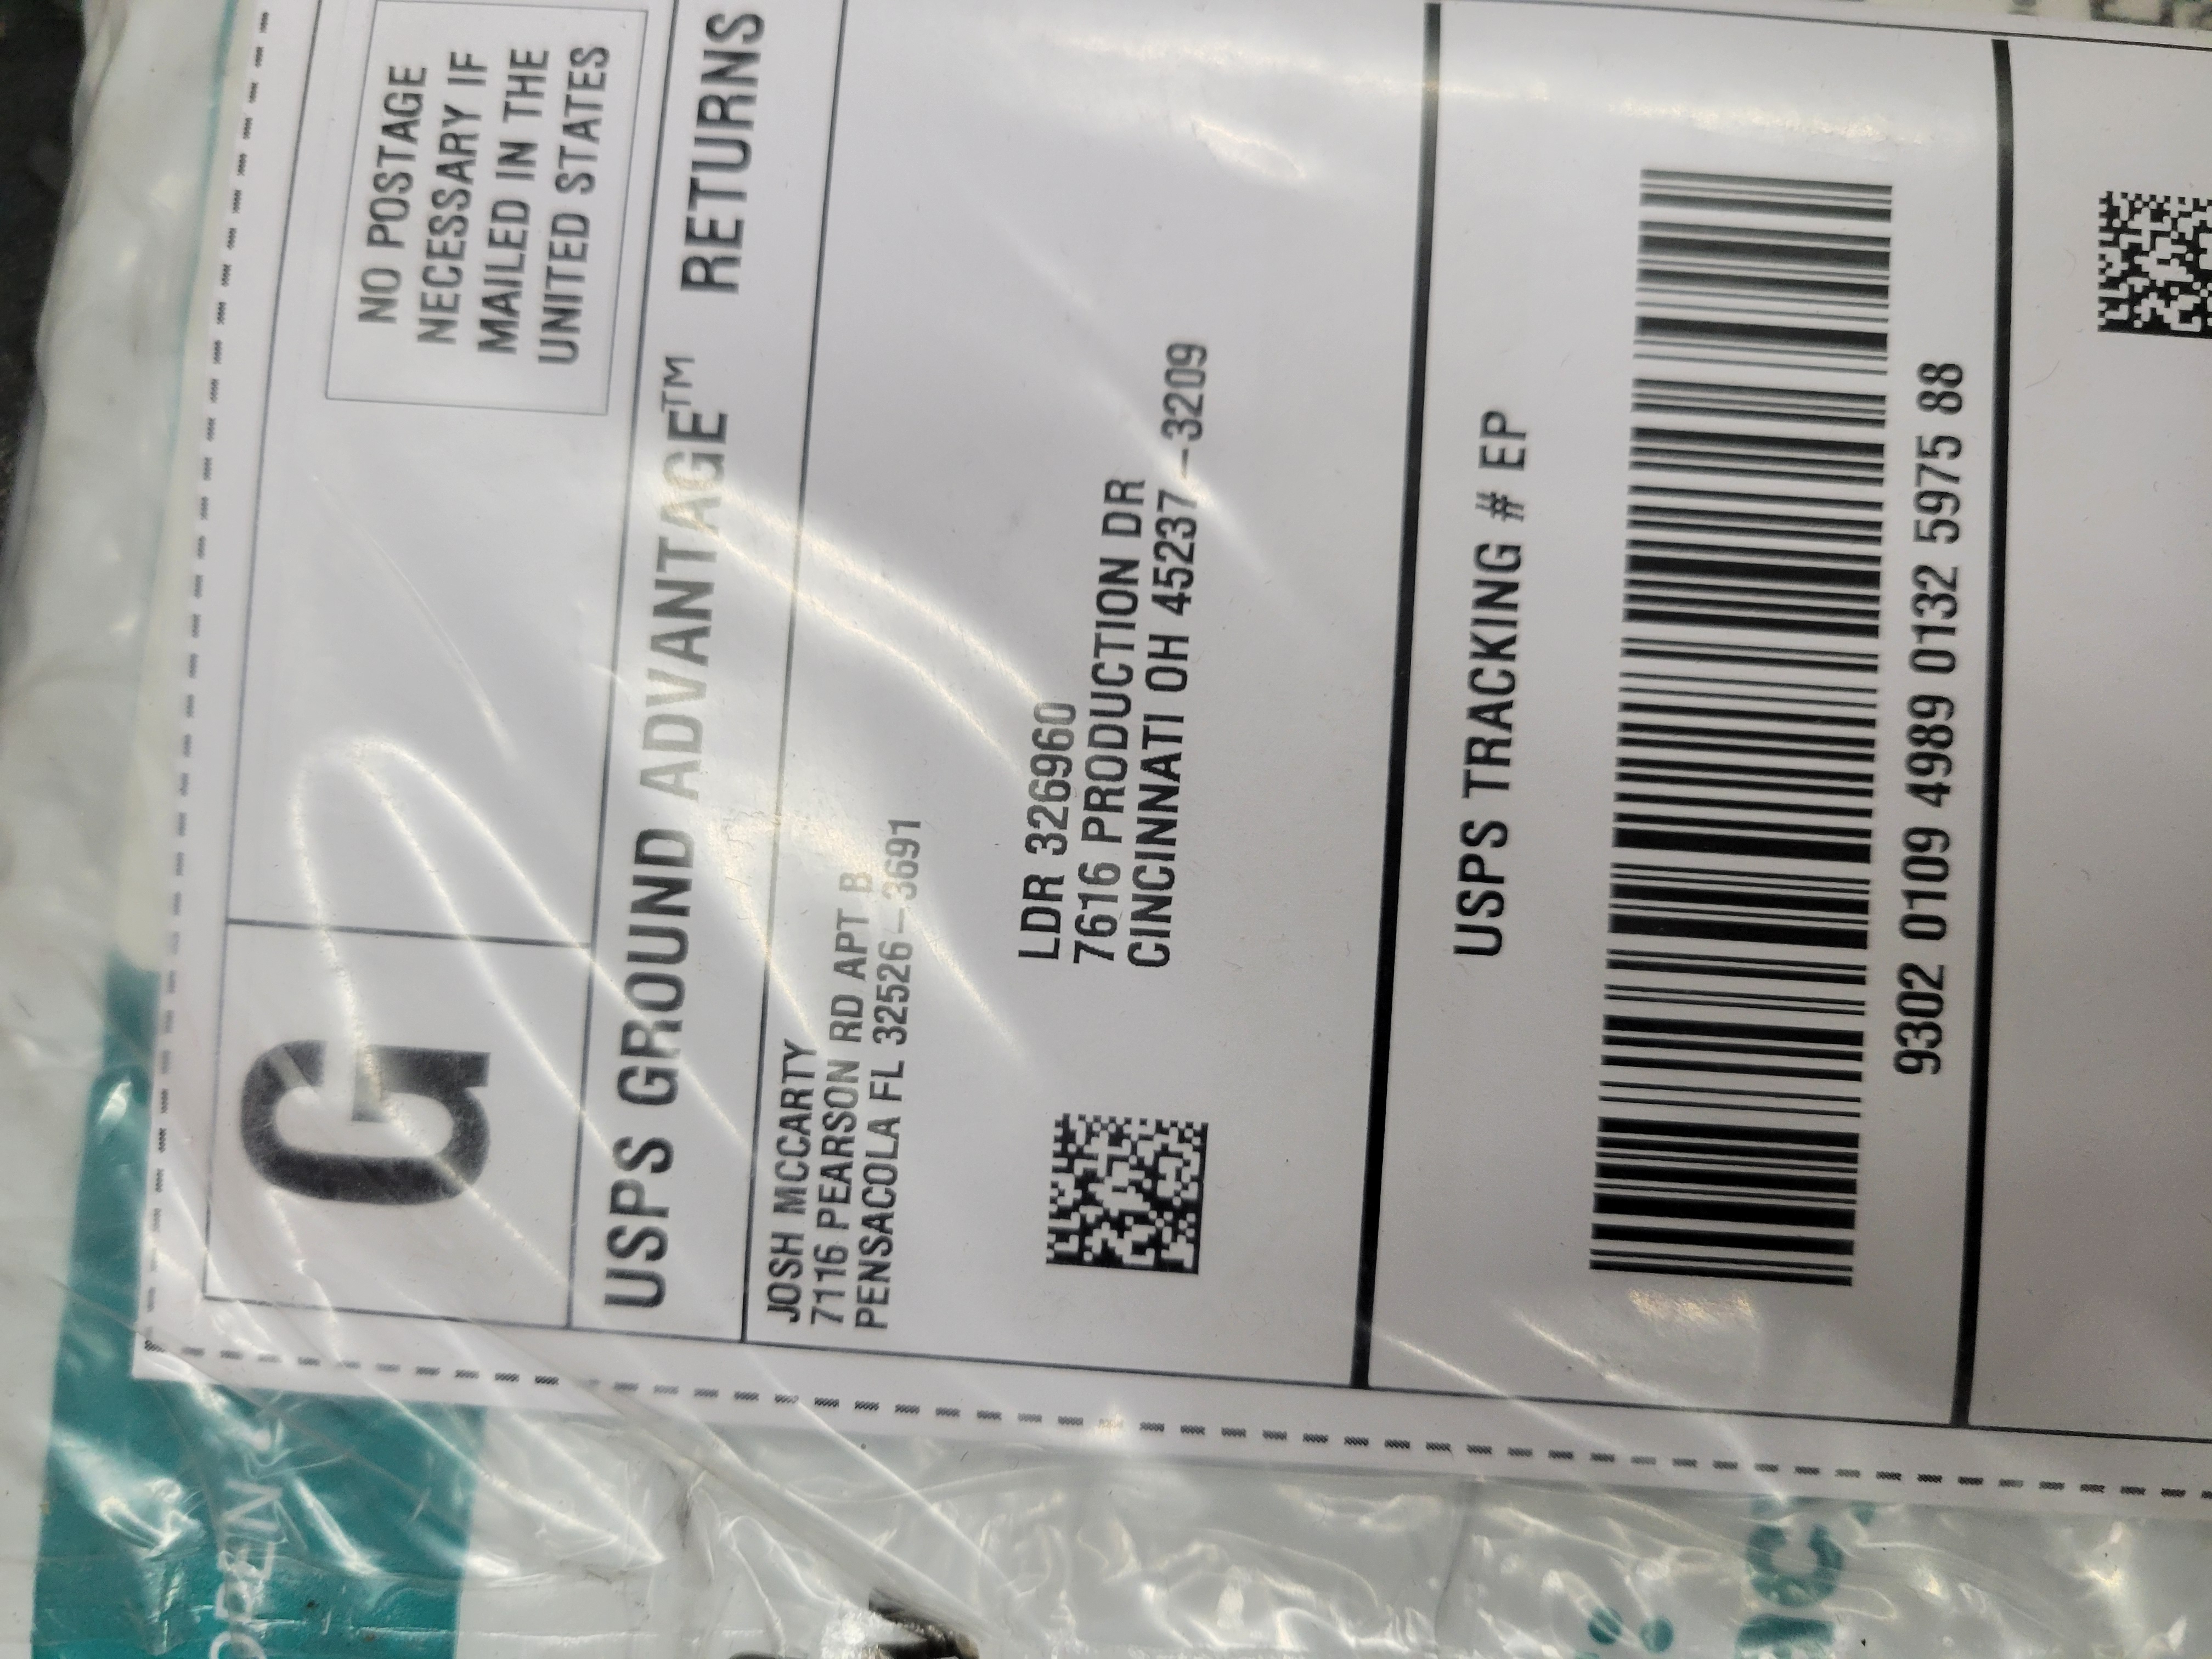 NO POSTAGE
NECESSARY IF
MAILED IN THE
UNITED STATES
G
USPS GROUND ADVANTAGE™ RETURNS
JOSH MCCARTY
7116 PEARSON RD APT B
PENSACOLA FL 32526-3691
LDR 326960
7616 PRODUCTION DR
CINCINNATI OH 45237-3209
USPS TRACKING # EP
9302 0109 4989 0132 5975 88
OPEN